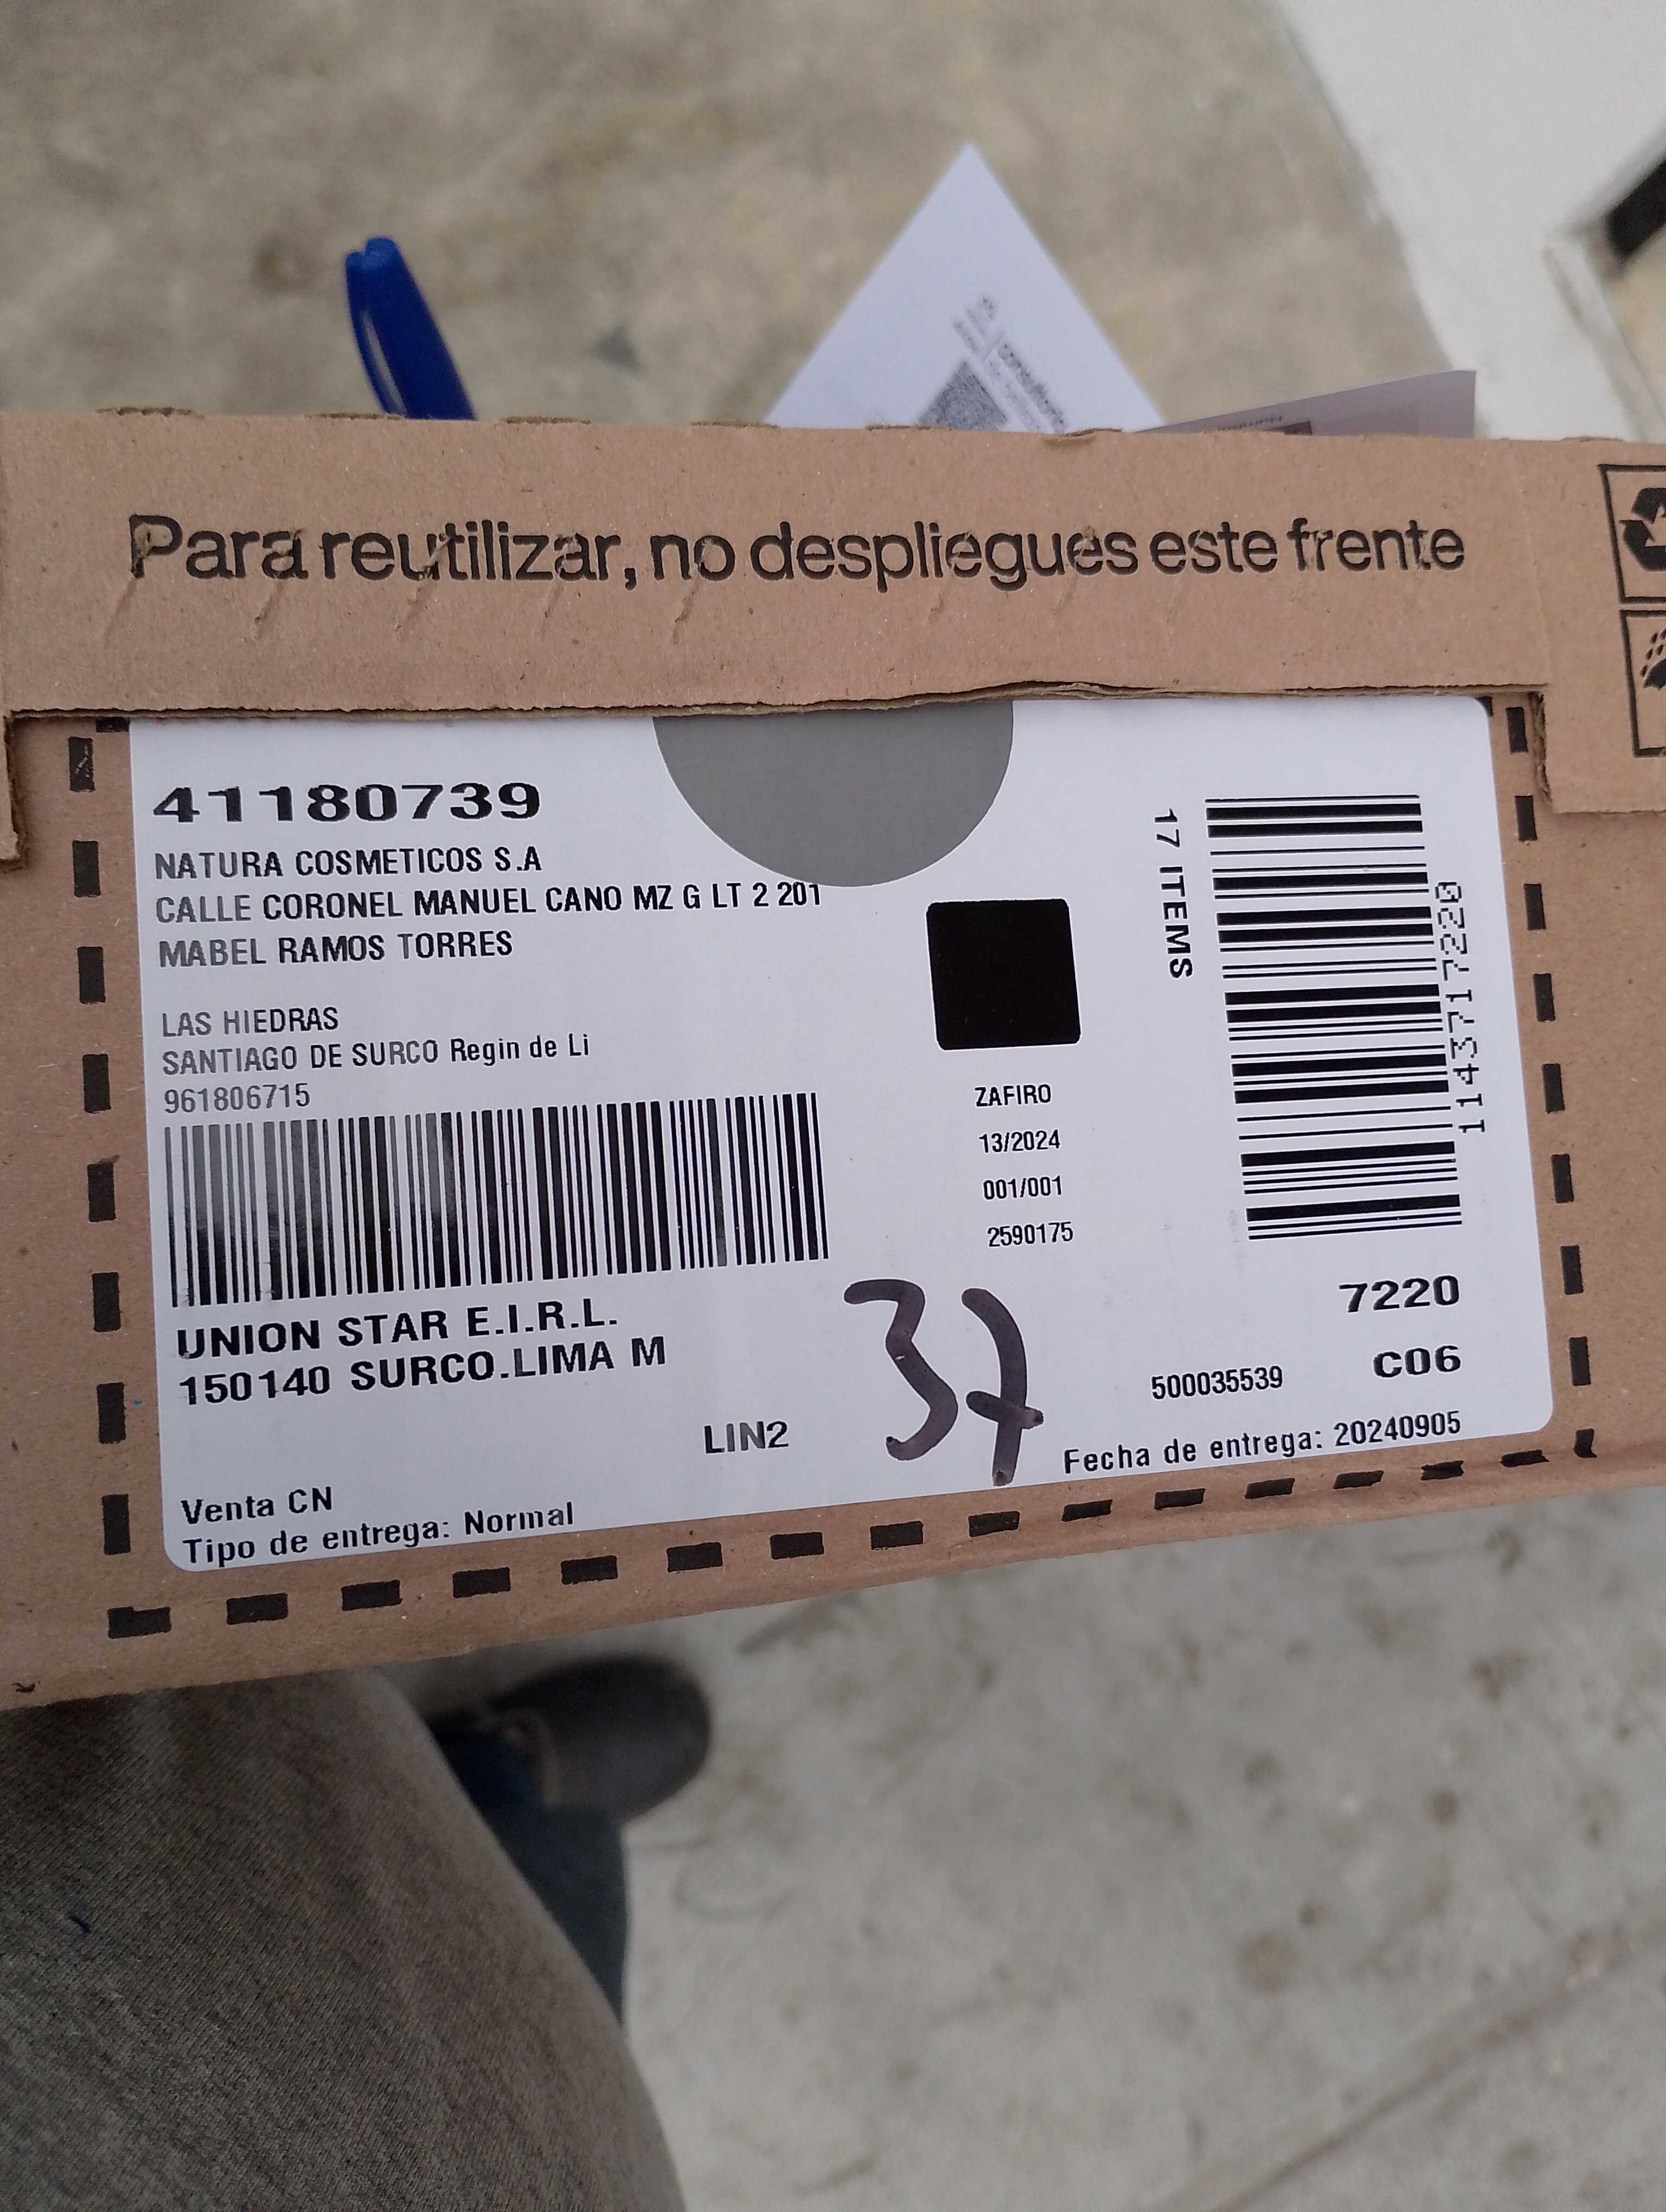 Para reutilizar, no despliegues este frente
41180739
NATURA COSMETICOS S.A
CALLE CORONEL MANUEL CANO MZ G LT 2 201
MABEL RAMOS TORRES
LAS HIEDRAS
SANTIAGO DE SURCO Regin de Li
961806715
UNION STAR E.I.R.L.
150140 SURCO.LIMA M
LIN2
Venta CN
Tipo de entrega: Normal
ZAFIRO
13/2024
001/001
2590175
37
17 ITEMS
1143717220
7220
C06
500035539
Fecha de entrega: 20240905